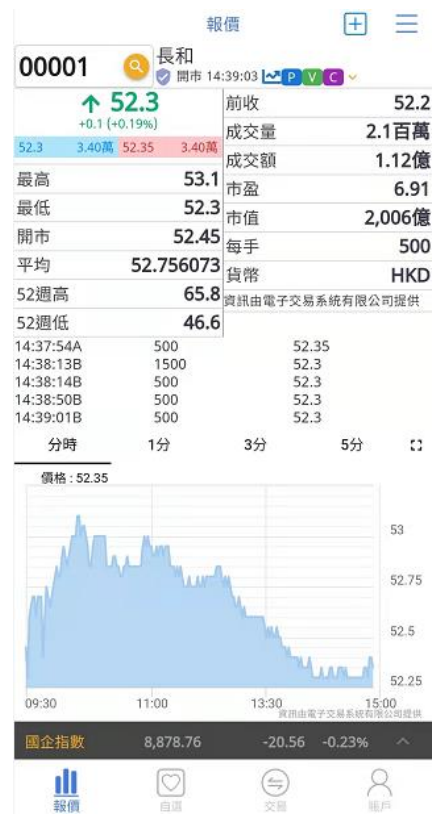 報價
00001
長和
開市 14:39:03 P V C
52.3
+0.1 (+0.19%)
52.3 3.40萬 52.35 3.40萬
前收 52.2
成交量 2.1百萬
成交額 1.12億
市盈 6.91
市值 2,006億
每手 500
貨幣 HKD
資訊由電子交易系統有限公司提供
最高 53.1
最低 52.3
開市 52.45
平均 52.756073
52週高 65.8
52週低 46.6
14:37:54A 500 52.35
14:38:13B 1500 52.3
14:38:14B 500 52.3
14:38:50B 500 52.3
14:39:01B 500 52.3
分時 1分 3分 5分
價格 : 52.35
53
52.75
52.5
52.25
09:30 11:00 13:30 15:00
資訊由電子交易系統有限公司提供
國企指數 8,878.76 -20.56 -0.23%
報價 自選 交易 賬戶